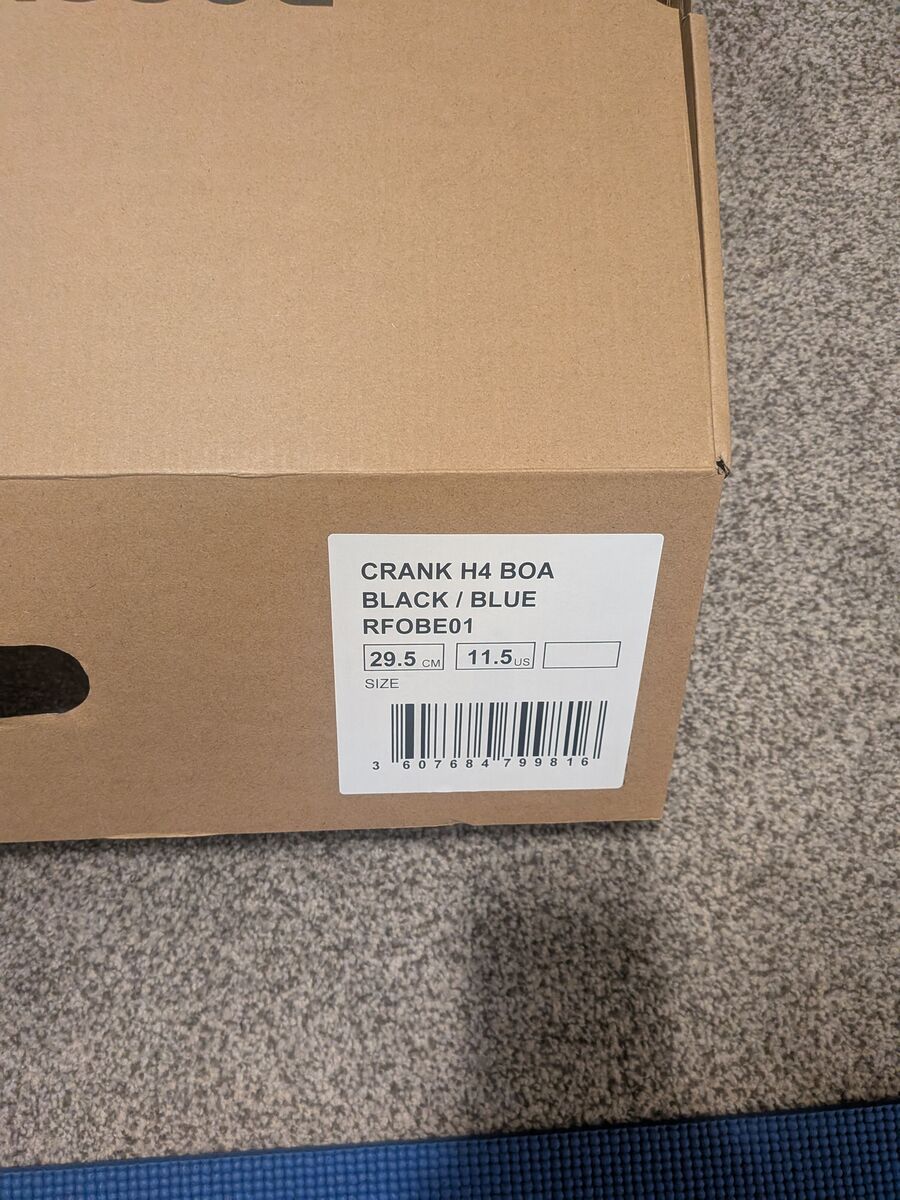 CRANK H4 BOA
BLACK / BLUE
RFOBE01
29.5 CM 11.5 US
SIZE
3 607684 799816